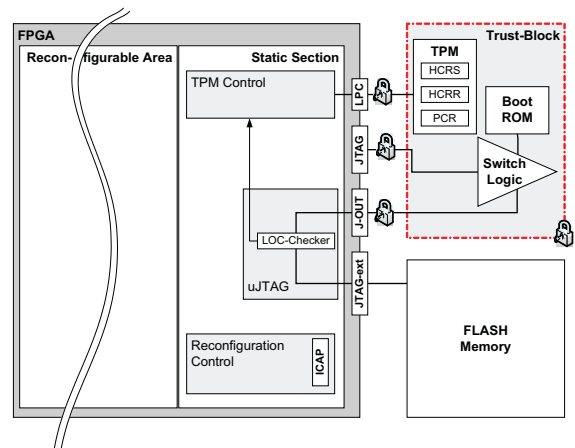 FPGA
Recon- figurable Area
Static Section
TPM Control
LPC
JTAG
J-OUT
LOC-Checker
uJTAG
JTAG-ext
Reconfiguration
Control
ICAP
Trust-Block
TPM
HCRS
HCRR
PCR
Boot
ROM
Switch
Logic
FLASH
Memory